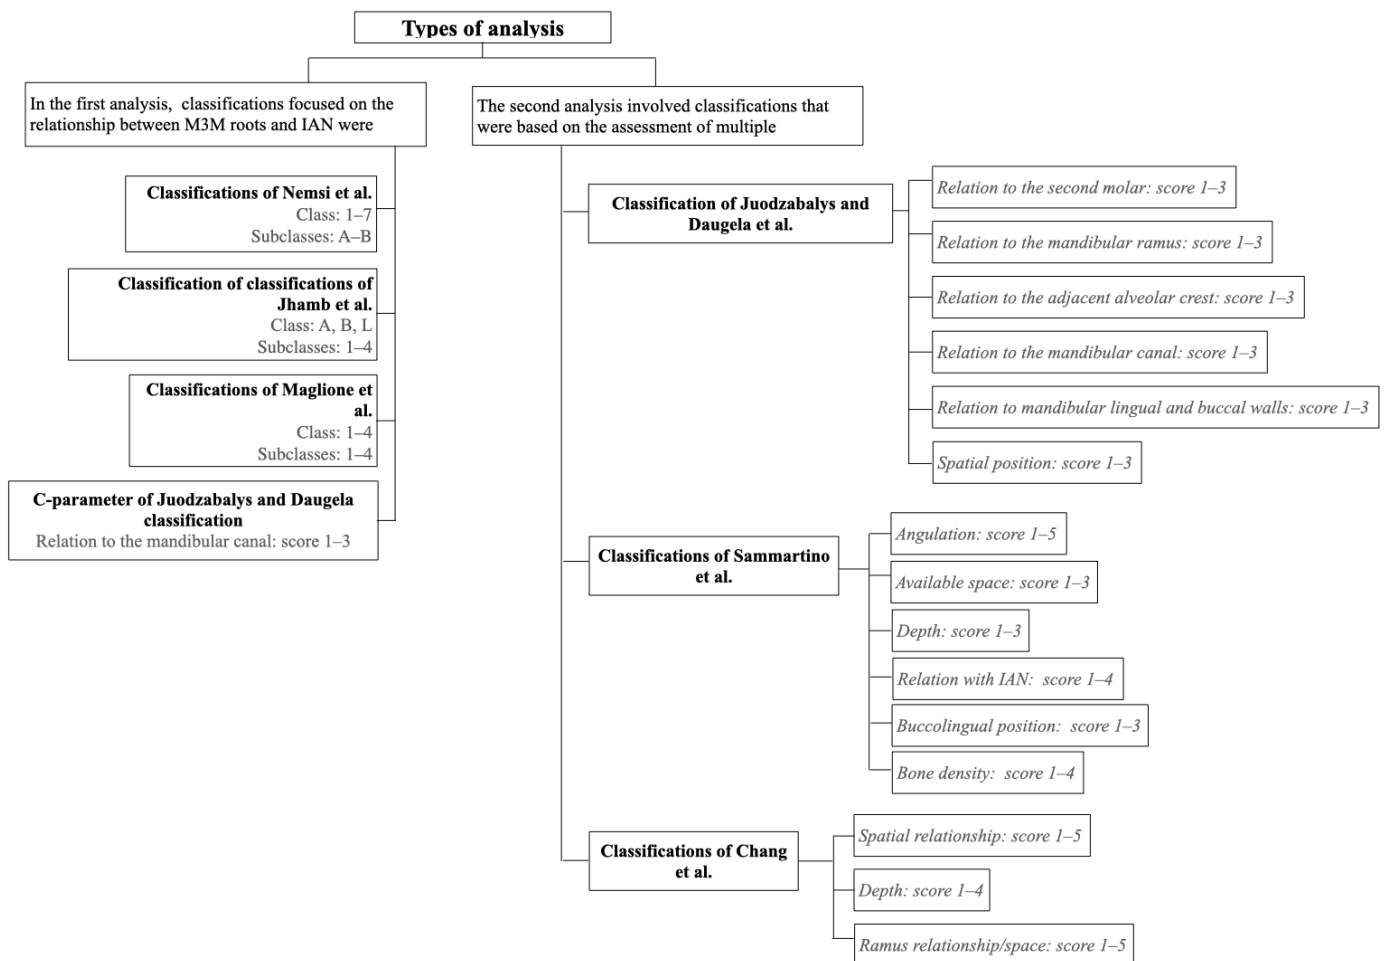 Types of analysis
In the first analysis,  classifications focused on the
relationship between M3M roots and IAN were
Classifications of Nemsi et al.
Class: 1–7
Subclasses: A–B
Classification of classifications of
Jhamb et al.
Class: A, B, L
Subclasses: 1–4
Classifications of Maglione et
al.
Class: 1–4
Subclasses: 1–4
C-parameter of Juodzabalys and Daugela
classification
Relation to the mandibular canal: score 1–3
The second analysis involved classifications that
were based on the assessment of multiple
Classification of Juodzabalys and
Daugela et al.
Relation to the second molar: score 1–3
Relation to the mandibular ramus: score 1–3
Relation to the adjacent alveolar crest: score 1–3
Relation to the mandibular canal: score 1–3
Relation to mandibular lingual and buccal walls: score 1–3
Spatial position: score 1–3
Classifications of Sammartino
et al.
Angulation: score 1–5
Available space: score 1–3
Depth: score 1–3
Relation with IAN:  score 1–4
Buccolingual position:  score 1–3
Bone density:  score 1–4
Classifications of Chang
et al.
Spatial relationship: score 1–5
Depth: score 1–4
Ramus relationship/space: score 1–5